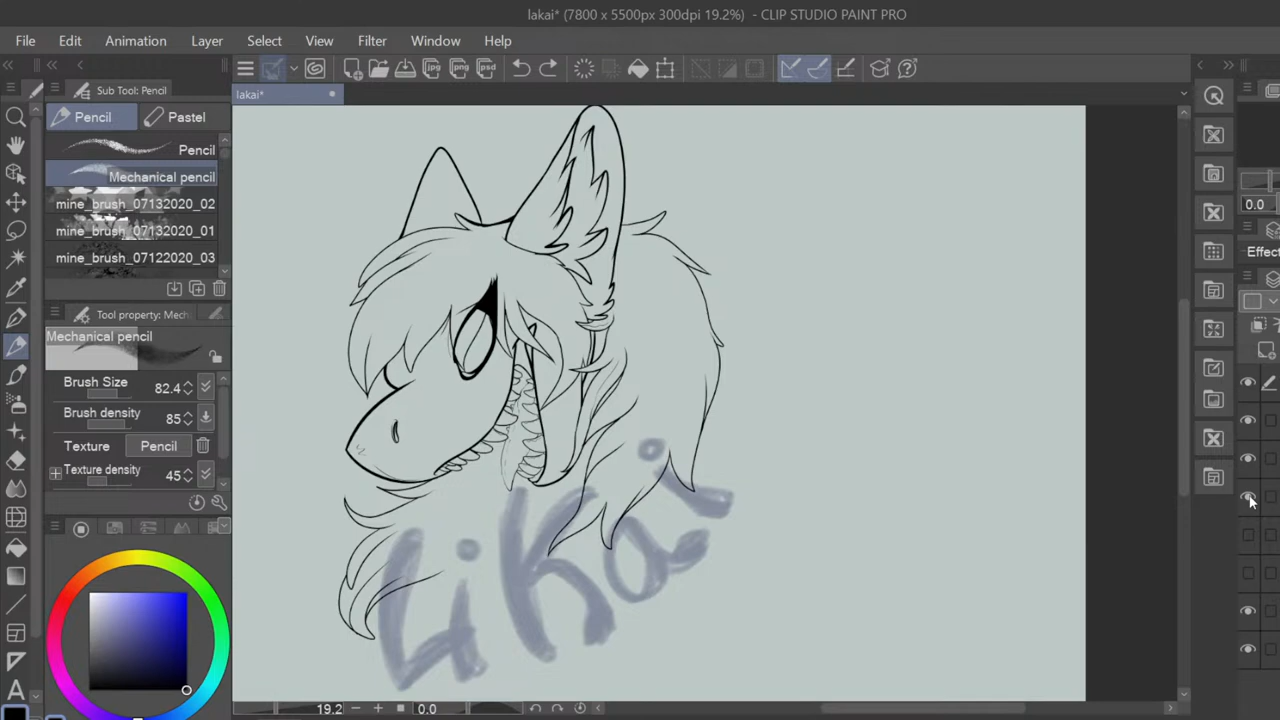 lakai* (7800 x 5500px 300dpi 19.2%) - CLIP STUDIO PAINT PRO
File Edit Animation Layer Select View Filter Window Help
Sub Tool: Pencil
lakai*
Pencil Pastel
Pencil
Mechanical pencil
mine_brush_07132020_02
mine_brush_07132020_01
mine_brush_07122020_03
Tool property: Mech
Mechanical pencil
Brush Size 82.4
Brush density 85
Texture Pencil
Texture density 45
0.0
Effect
LiKai
19.2 0.0